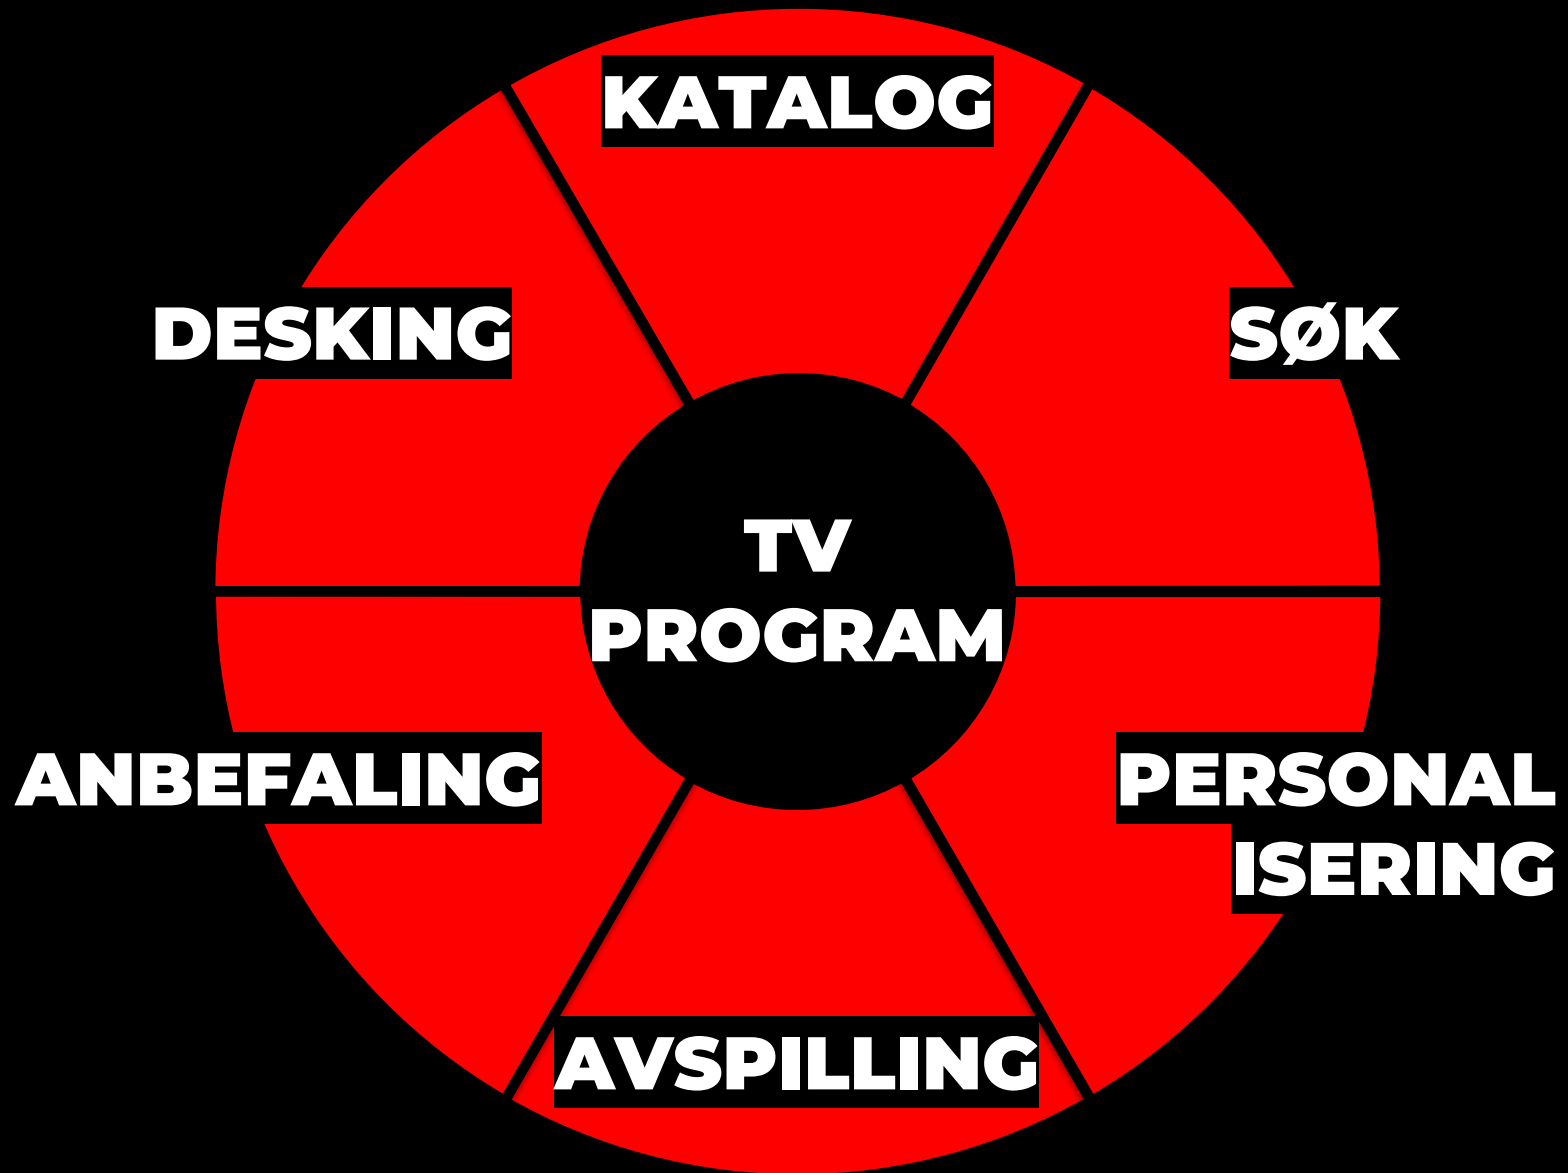 KATALOG
DESKING
SØK
TV
PROGRAM
ANBEFALING
PERSONAL
ISERING
AVSPILLING